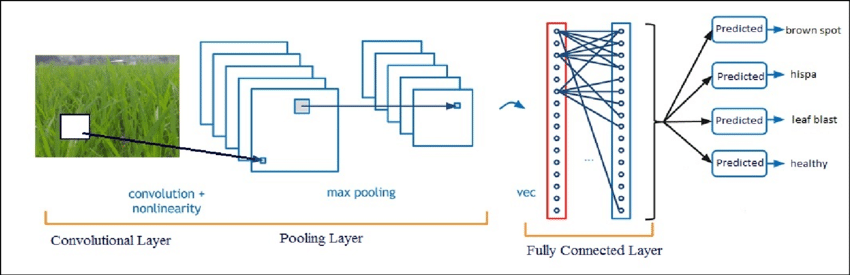 Predicted
brown spot
Predicted
hispa
Predicted
leaf blast
Predicted
healthy
convolution +
nonlinearity
max pooling
vec
...
Convolutional Layer
Pooling Layer
Fully Connected Layer